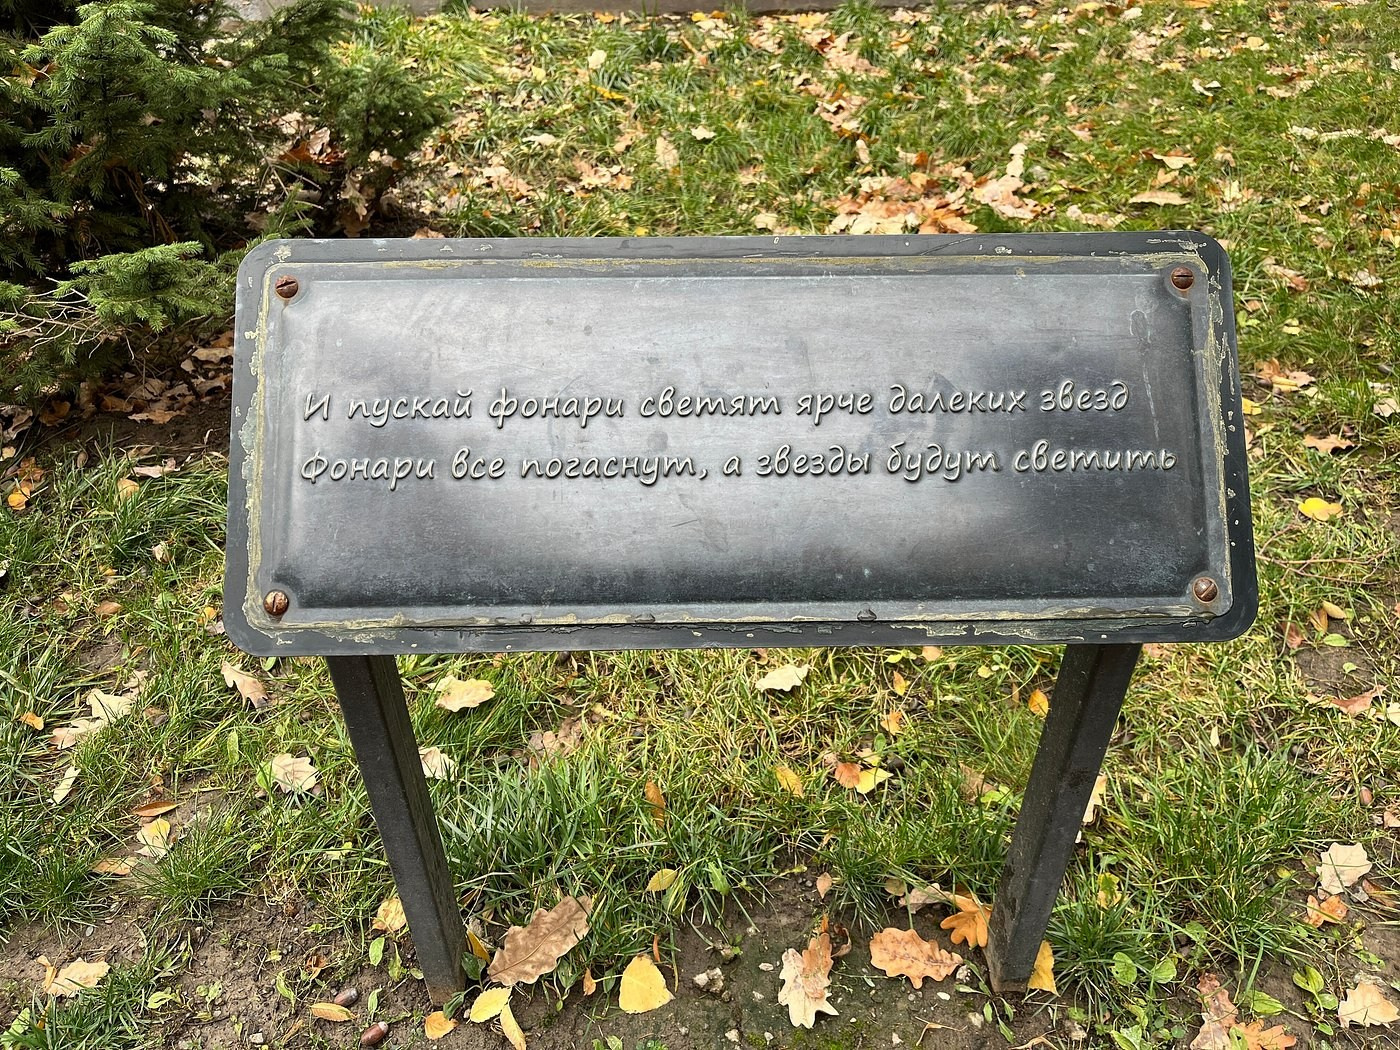 И пускай фонари светят ярче далеких звезд
Фонари все погаснут, а звезды будут светить